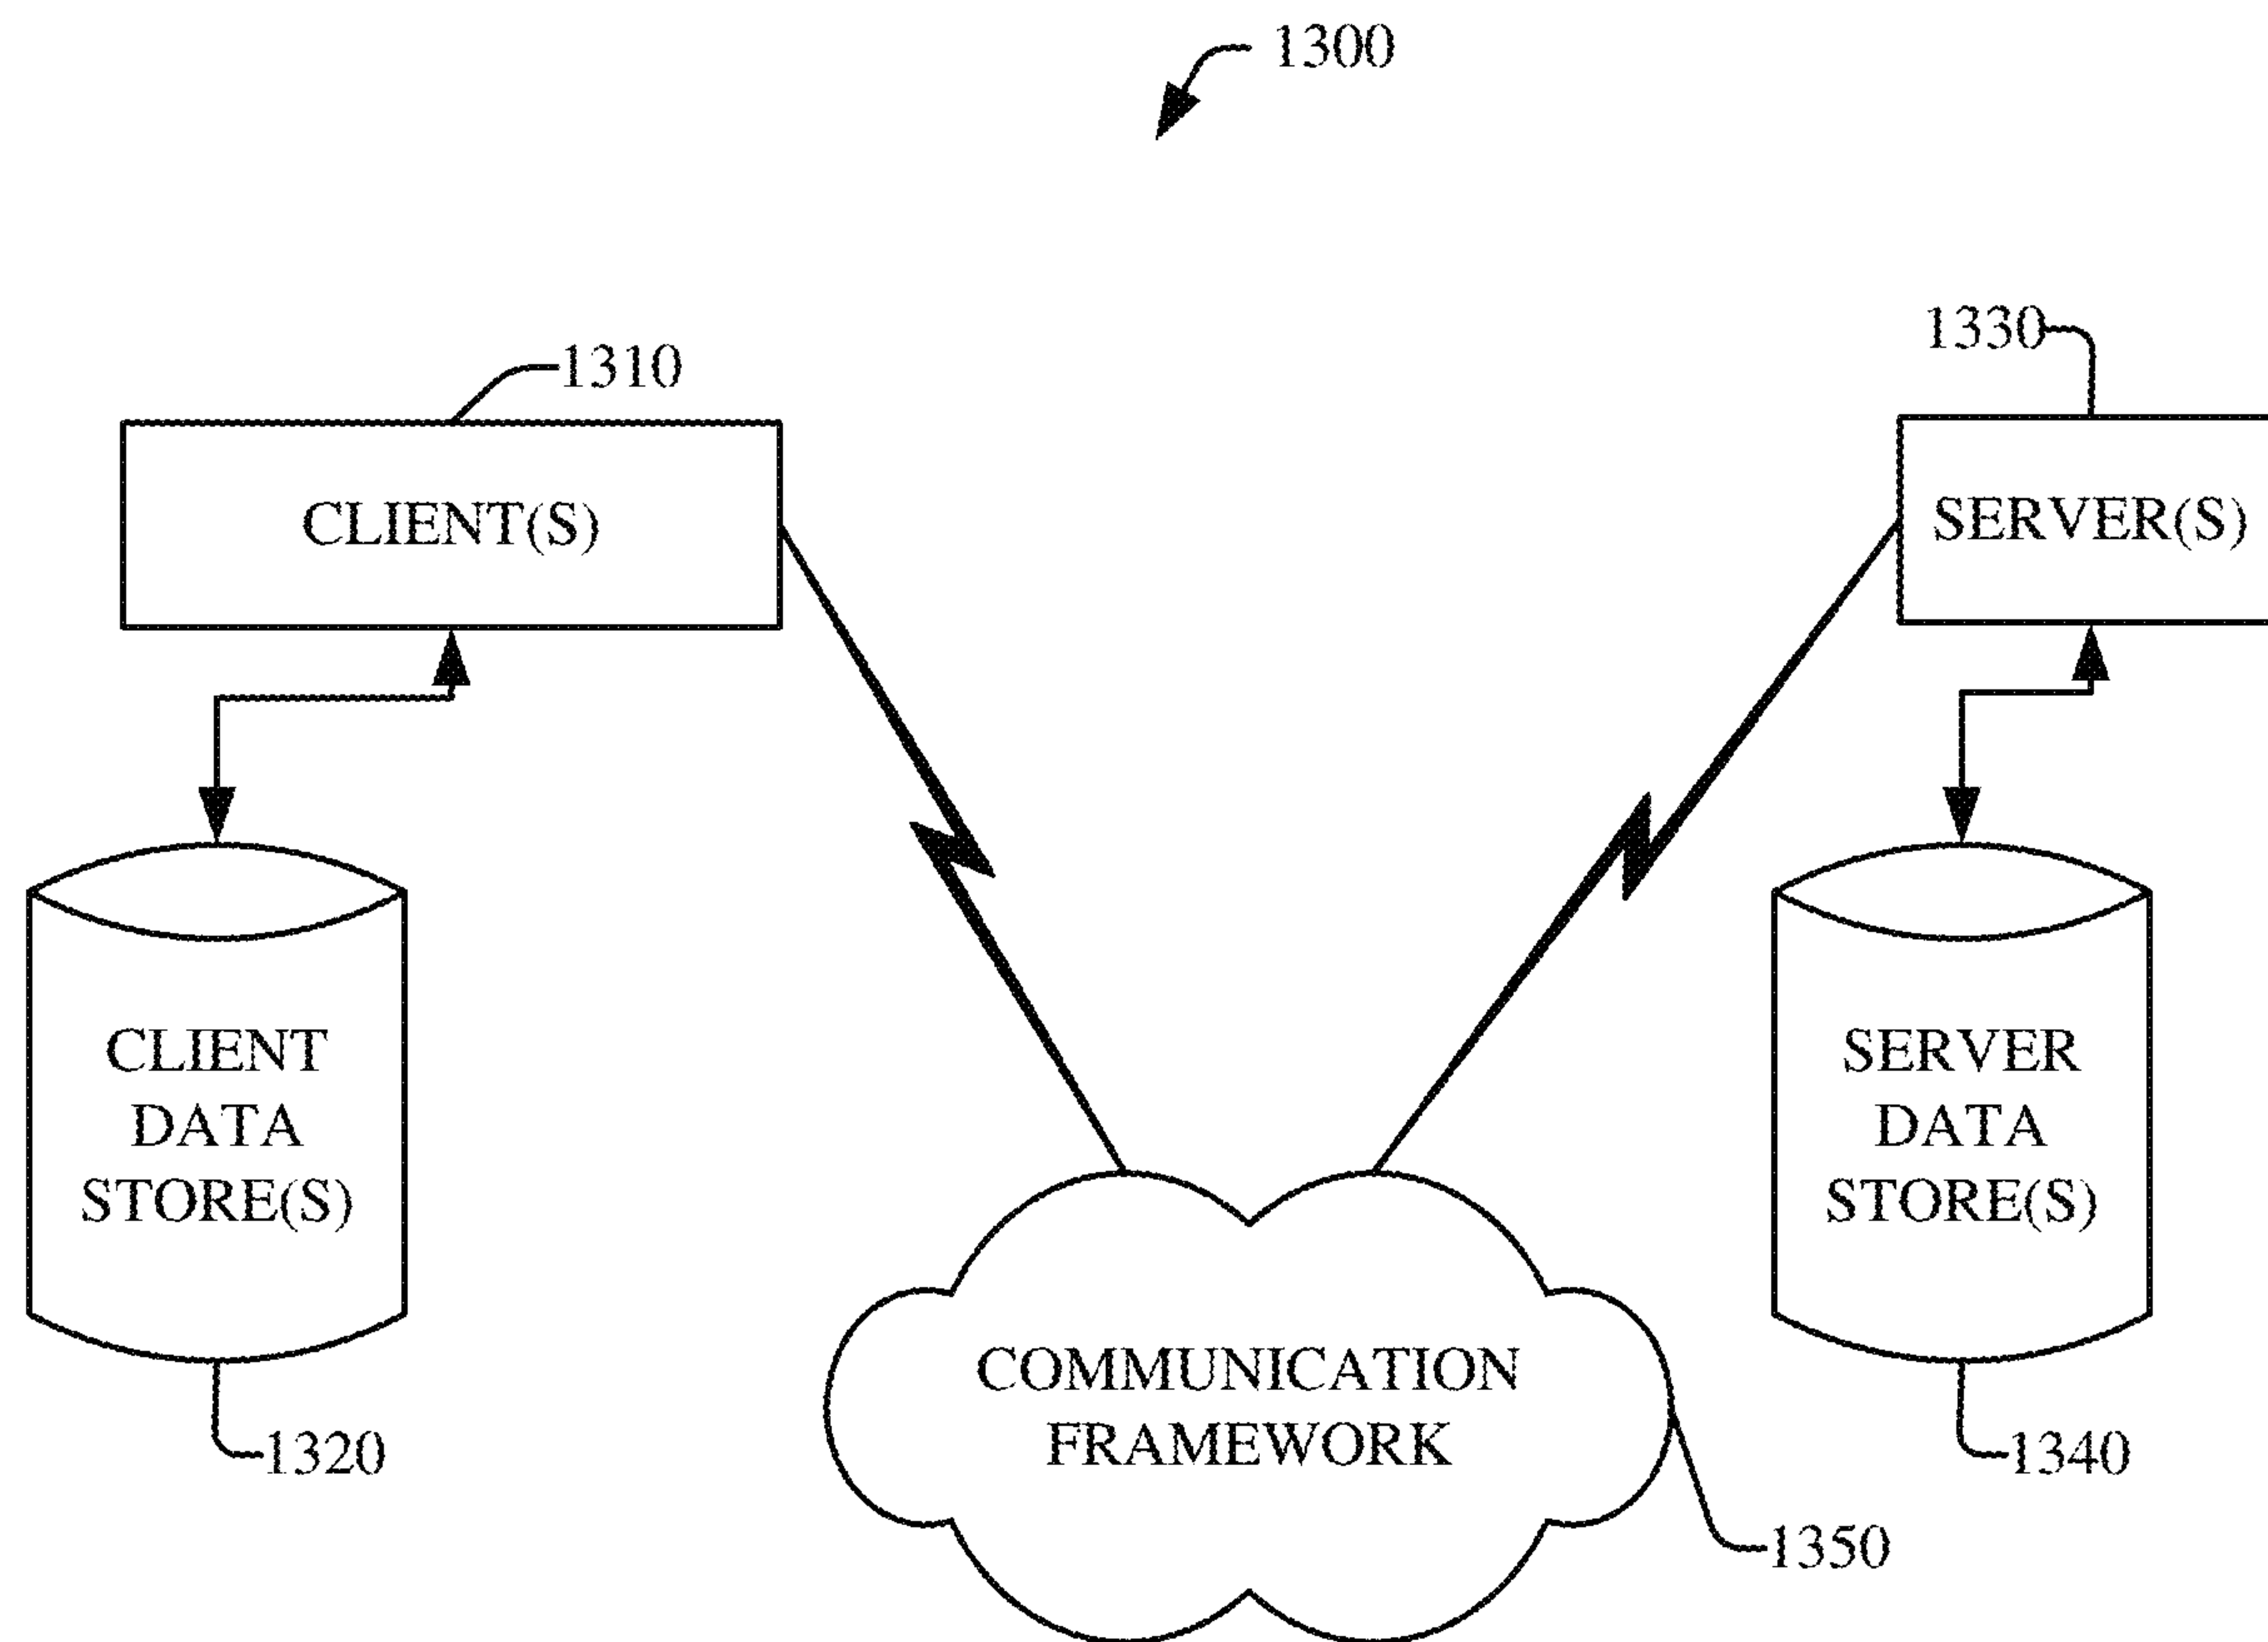 1300
1310
1330
CLIENT(S)
SERVER(S)
CLIENT
DATA
STORE(S)
SERVER
DATA
STORE(S)
COMMUNICATION
FRAMEWORK
1320
1340
1350